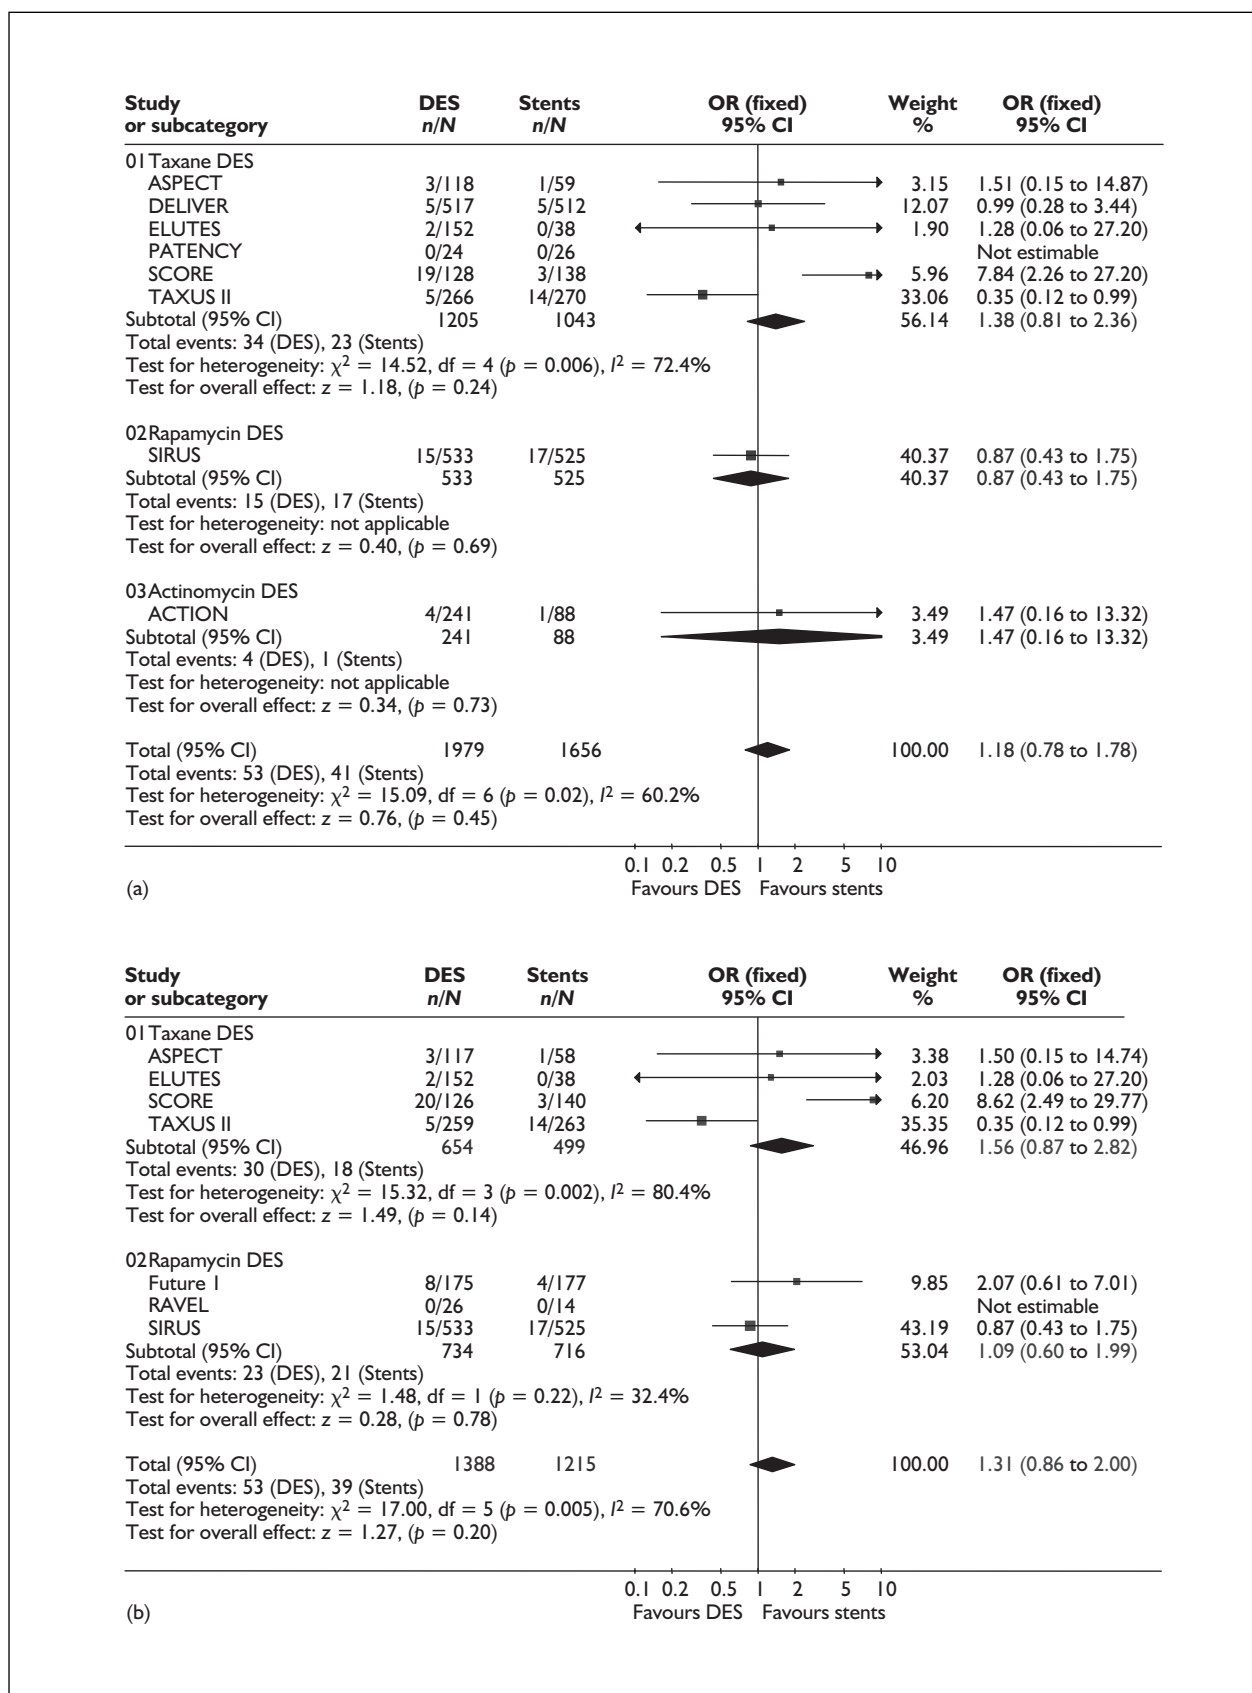 Study DES Stents OR (fixed) Weight OR (fixed)
or subcategory n/N n/N 95% CI % 95% CI
01 Taxane DES
ASPECT 3/118 1/59 3.15 1.51 (0.15 to 14.87)
DELIVER 5/517 5/512 12.07 0.99 (0.28 to 3.44)
ELUTES 2/152 0/38 1.90 1.28 (0.06 to 27.20)
PATENCY 0/24 0/26 Not estimable
SCORE 19/128 3/138 5.96 7.84 (2.26 to 27.20)
TAXUS II 5/266 14/270 33.06 0.35 (0.12 to 0.99)
Subtotal (95% CI) 1205 1043 56.14 1.38 (0.81 to 2.36)
Total events: 34 (DES), 23 (Stents)
Test for heterogeneity: χ² = 14.52, df = 4 (p = 0.006), I² = 72.4%
Test for overall effect: z = 1.18, (p = 0.24)
02 Rapamycin DES
SIRUS 15/533 17/525 40.37 0.87 (0.43 to 1.75)
Subtotal (95% CI) 533 525 40.37 0.87 (0.43 to 1.75)
Total events: 15 (DES), 17 (Stents)
Test for heterogeneity: not applicable
Test for overall effect: z = 0.40, (p = 0.69)
03 Actinomycin DES
ACTION 4/241 1/88 3.49 1.47 (0.16 to 13.32)
Subtotal (95% CI) 241 88 3.49 1.47 (0.16 to 13.32)
Total events: 4 (DES), 1 (Stents)
Test for heterogeneity: not applicable
Test for overall effect: z = 0.34, (p = 0.73)
Total (95% CI) 1979 1656 100.00 1.18 (0.78 to 1.78)
Total events: 53 (DES), 41 (Stents)
Test for heterogeneity: χ² = 15.09, df = 6 (p = 0.02), I² = 60.2%
Test for overall effect: z = 0.76, (p = 0.45)
0.1 0.2 0.5 1 2 5 10
(a) Favours DES Favours stents
Study DES Stents OR (fixed) Weight OR (fixed)
or subcategory n/N n/N 95% CI % 95% CI
01 Taxane DES
ASPECT 3/117 1/58 3.38 1.50 (0.15 to 14.74)
ELUTES 2/152 0/38 2.03 1.28 (0.06 to 27.20)
SCORE 20/126 3/140 6.20 8.62 (2.49 to 29.77)
TAXUS II 5/259 14/263 35.35 0.35 (0.12 to 0.99)
Subtotal (95% CI) 654 499 46.96 1.56 (0.87 to 2.82)
Total events: 30 (DES), 18 (Stents)
Test for heterogeneity: χ² = 15.32, df = 3 (p = 0.002), I² = 80.4%
Test for overall effect: z = 1.49, (p = 0.14)
02 Rapamycin DES
Future 1 8/175 4/177 9.85 2.07 (0.61 to 7.01)
RAVEL 0/26 0/14 Not estimable
SIRUS 15/533 17/525 43.19 0.87 (0.43 to 1.75)
Subtotal (95% CI) 734 716 53.04 1.09 (0.60 to 1.99)
Total events: 23 (DES), 21 (Stents)
Test for heterogeneity: χ² = 1.48, df = 1 (p = 0.22), I² = 32.4%
Test for overall effect: z = 0.28, (p = 0.78)
Total (95% CI) 1388 1215 100.00 1.31 (0.86 to 2.00)
Total events: 53 (DES), 39 (Stents)
Test for heterogeneity: χ² = 17.00, df = 5 (p = 0.005), I² = 70.6%
Test for overall effect: z = 1.27, (p = 0.20)
0.1 0.2 0.5 1 2 5 10
(b) Favours DES Favours stents